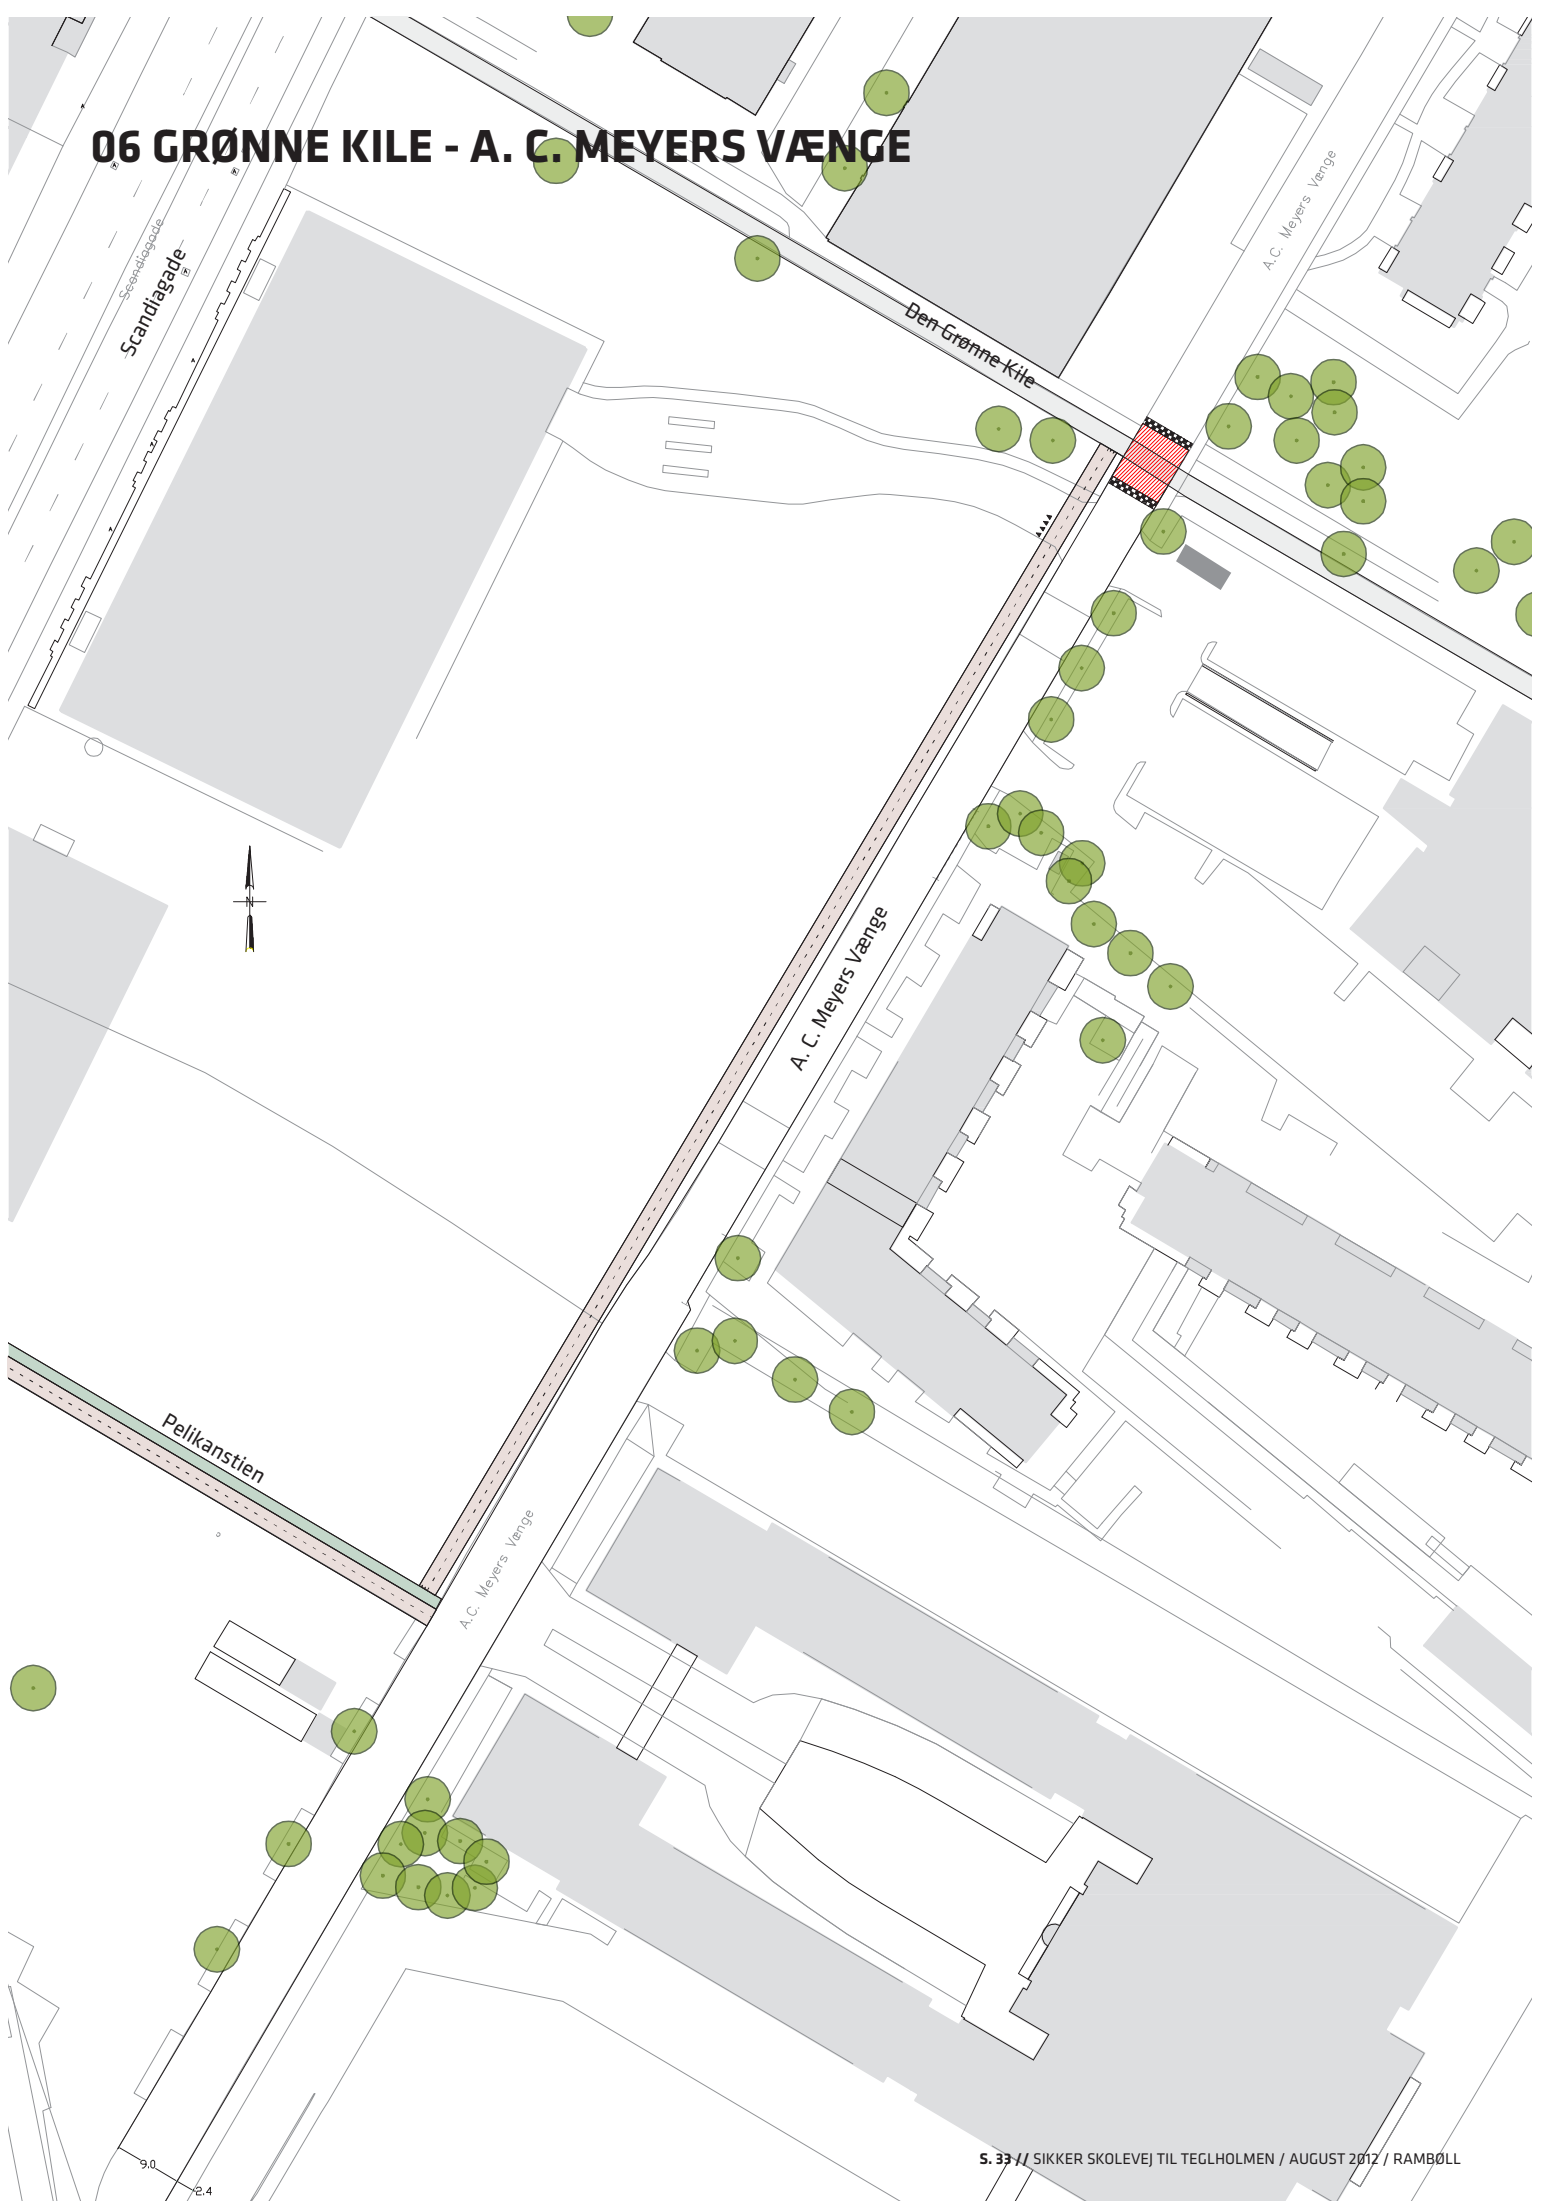 06 GRØNNE KILE - A. C. MEYERS VÆNGE
A.C. Meyers Vænge
Scandiagade
Scandiagade
Den Grønne Kile
N
A. C. Meyers Vænge
Pelikanstien
A.C. Meyers Vænge
9.0
2.4
S. 33 // SIKKER SKOLEVEJ TIL TEGLHOLMEN / AUGUST 2012 / RAMBØLL